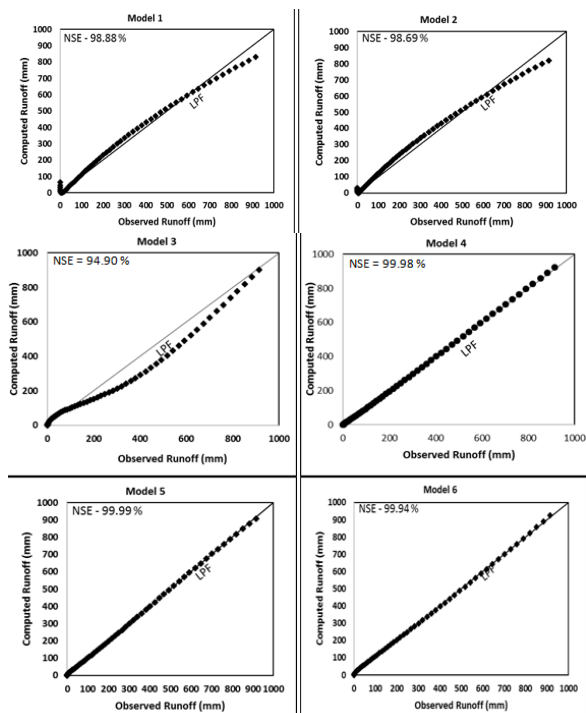 Model 1
NSE - 98.88 %
Computed Runoff (mm)
1000
900
800
700
600
500
400
300
200
100
0
LPF
0 100 200 300 400 500 600 700 800 900 1000
Observed Runoff (mm)
Model 2
NSE - 98.69 %
Computed Runoff (mm)
1000
900
800
700
600
500
400
300
200
100
0
LPF
0 100 200 300 400 500 600 700 800 900 1000
Observed Runoff (mm)
Model 3
NSE = 94.90 %
Computed Runoff (mm)
1000
800
600
400
200
0
LPF
0 200 400 600 800 1000
Observed Runoff (mm)
Model 4
NSE = 99.98 %
Computed Runoff (mm)
1000
800
600
400
200
0
LPF
0 200 400 600 800 1000
Observed Runoff (mm)
Model 5
NSE - 99.99 %
Computed Runoff (mm)
1000
900
800
700
600
500
400
300
200
100
0
LPF
0 100 200 300 400 500 600 700 800 900 1000
Observed Runoff (mm)
Model 6
NSE - 99.94 %
Computed Runoff (mm)
1000
900
800
700
600
500
400
300
200
100
0
LPF
0 100 200 300 400 500 600 700 800 900 1000
Observed Runoff (mm)